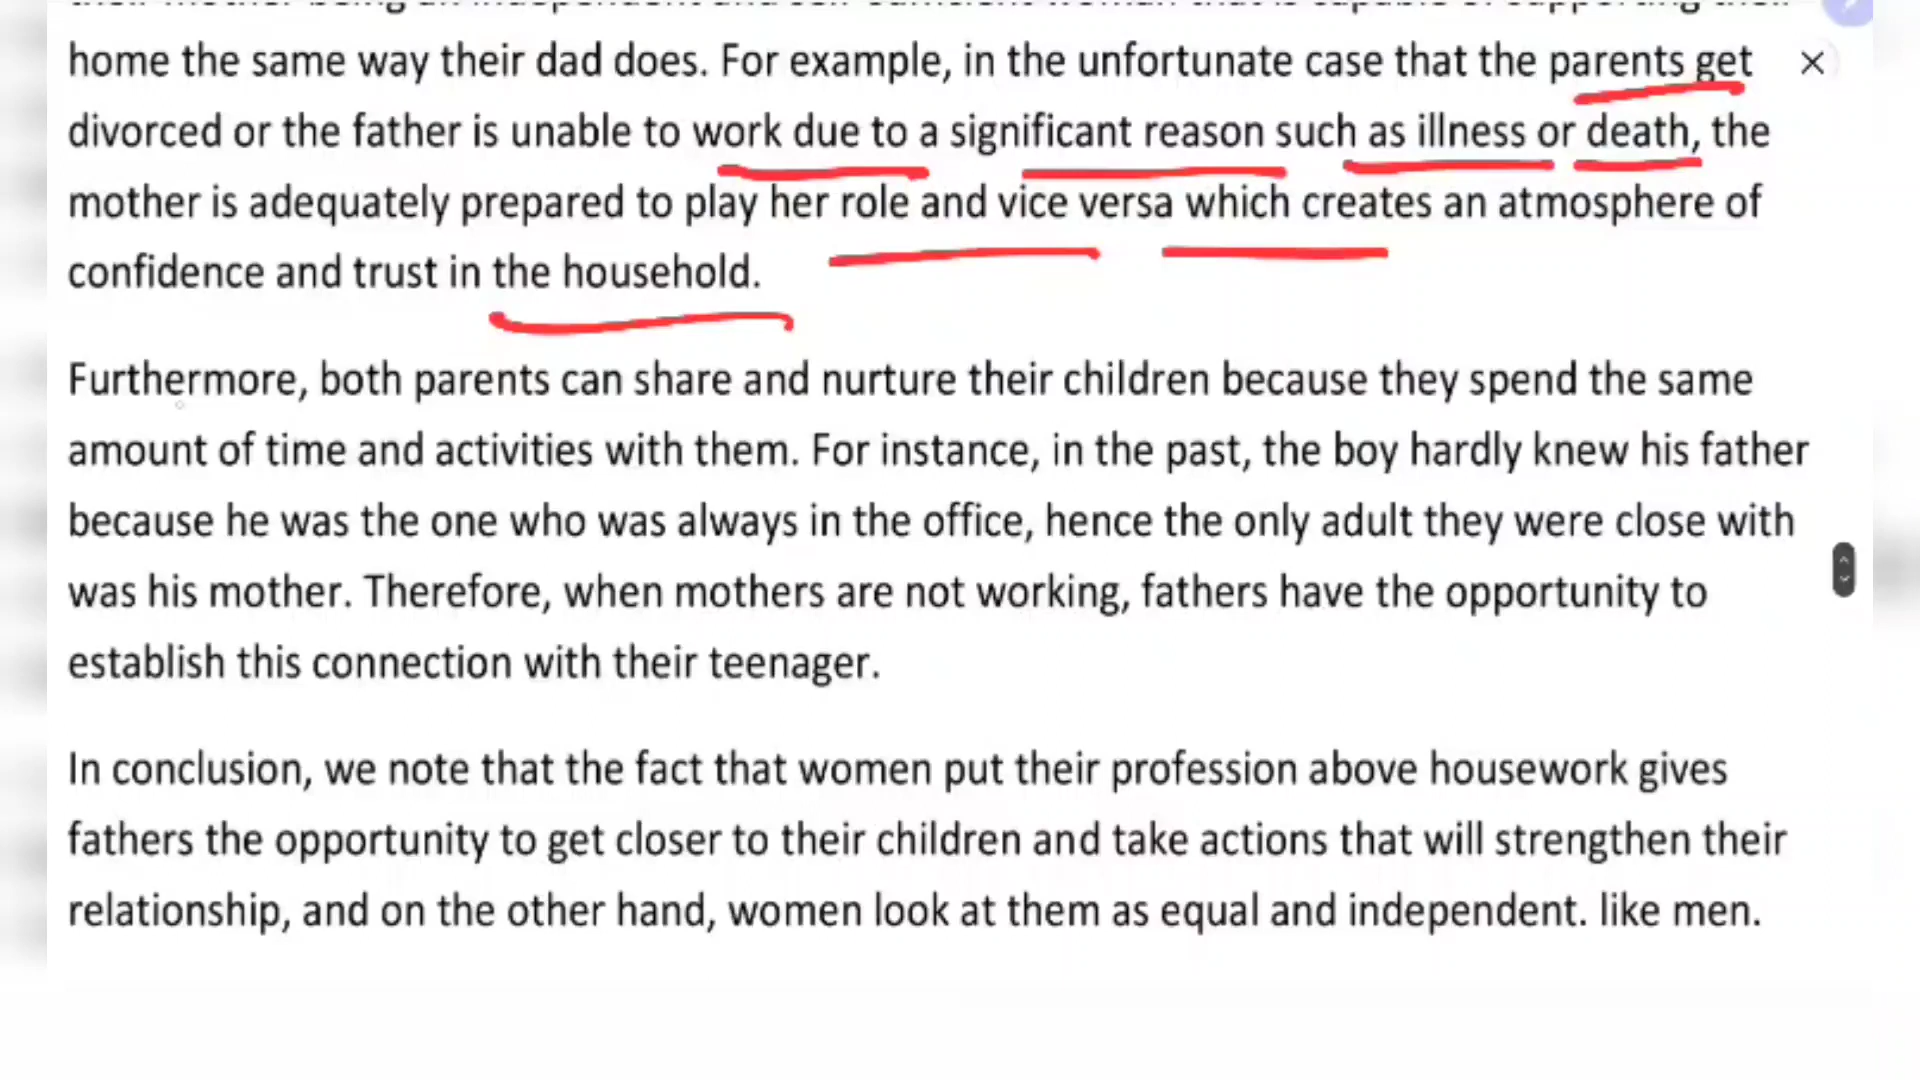 home the same way their dad does. For example, in the unfortunate case that the parents get
divorced or the father is unable to work due to a significant reason such as illness or death, the
mother is adequately prepared to play her role and vice versa which creates an atmosphere of
confidence and trust in the household.
Furthermore, both parents can share and nurture their children because they spend the same
amount of time and activities with them. For instance, in the past, the boy hardly knew his father
because he was the one who was always in the office, hence the only adult they were close with
was his mother. Therefore, when mothers are not working, fathers have the opportunity to
establish this connection with their teenager.
In conclusion, we note that the fact that women put their profession above housework gives
fathers the opportunity to get closer to their children and take actions that will strengthen their
relationship, and on the other hand, women look at them as equal and independent. like men.